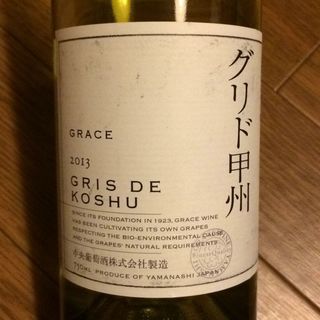 GRACE
2013
GRIS DE
KOSHU
グリド甲州
SINCE ITS FOUNDATION IN 1923, GRACE WINE
HAS BEEN CULTIVATING ITS OWN GRAPES
RESPECTING THE BIO-ENVIRONMENTAL CAUSE
AND THE GRAPES' NATURAL REQUIREMENTS
中央葡萄酒株式会社製造
750ML PRODUCE OF YAMANASHI JAPAN